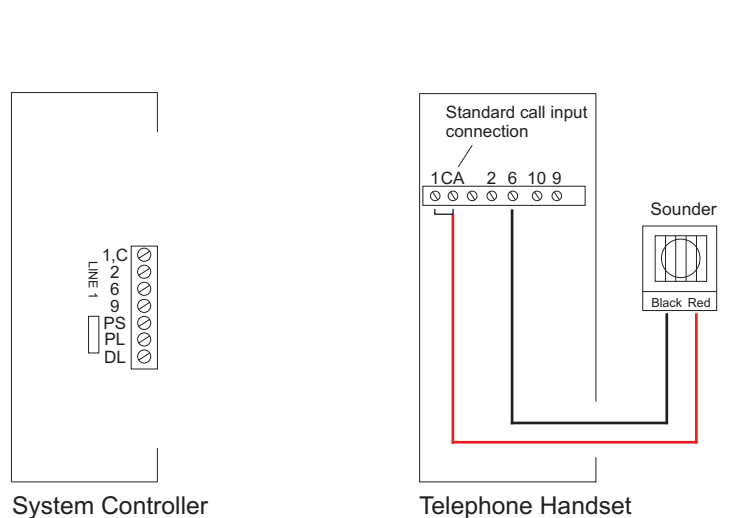 Standard call input
connection
1CA 2 6 10 9
Sounder
Black Red
1,C
2
6
9
PS
PL
DL
LINE 1
System Controller
Telephone Handset